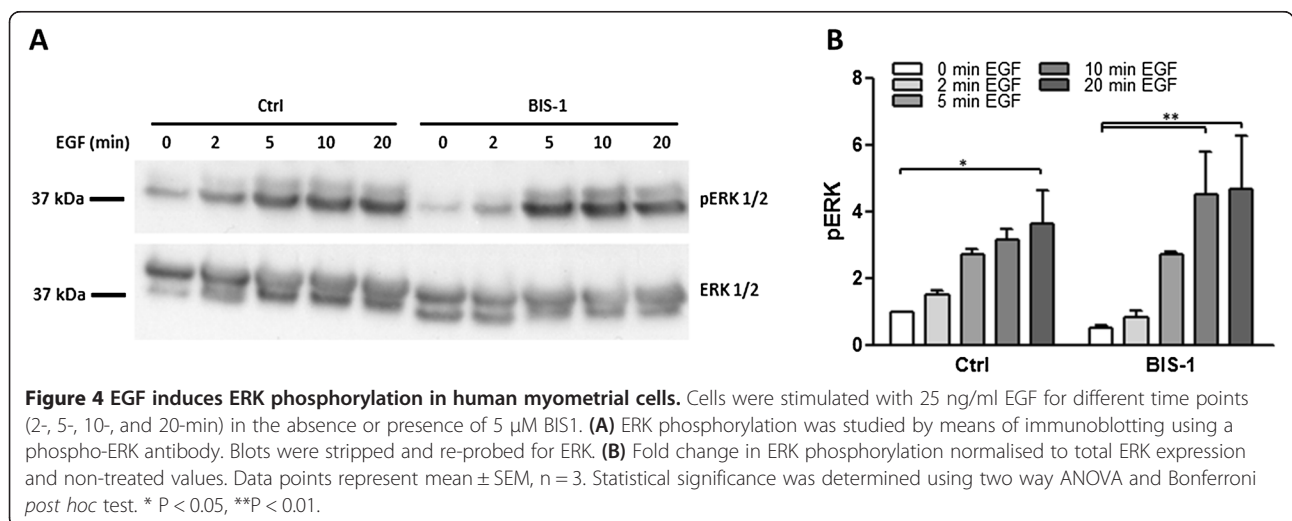 A
Ctrl BIS-1
EGF (min) 0 2 5 10 20 0 2 5 10 20
37 kDa pERK 1/2
37 kDa ERK 1/2
B
0 min EGF 10 min EGF
2 min EGF 20 min EGF
5 min EGF
8
6
4
2
0
pERK
*
**
Ctrl BIS-1
Figure 4 EGF induces ERK phosphorylation in human myometrial cells. Cells were stimulated with 25 ng/ml EGF for different time points
(2-, 5-, 10-, and 20-min) in the absence or presence of 5 μM BIS1. (A) ERK phosphorylation was studied by means of immunoblotting using a
phospho-ERK antibody. Blots were stripped and re-probed for ERK. (B) Fold change in ERK phosphorylation normalised to total ERK expression
and non-treated values. Data points represent mean ± SEM, n = 3. Statistical significance was determined using two way ANOVA and Bonferroni
post hoc test. * P < 0.05, **P < 0.01.